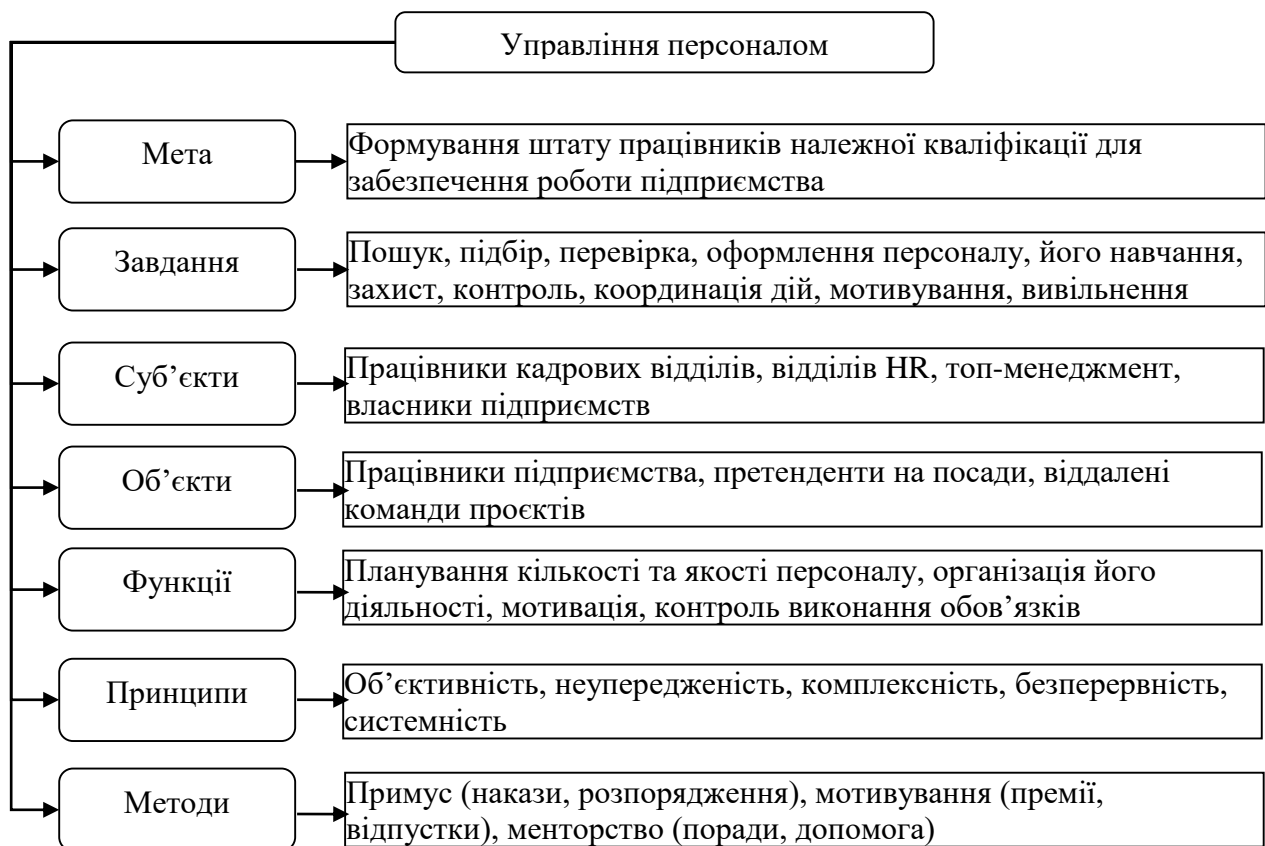 Управління персоналом
Мета
Формування штату працівників належної кваліфікації для
забезпечення роботи підприємства
Завдання
Пошук, підбір, перевірка, оформлення персоналу, його навчання,
захист, контроль, координація дій, мотивування, вивільнення
Суб’єкти
Працівники кадрових відділів, відділів HR, топ-менеджмент,
власники підприємств
Об’єкти
Працівники підприємства, претенденти на посади, віддалені
команди проєктів
Функції
Планування кількості та якості персоналу, організація його
діяльності, мотивація, контроль виконання обов’язків
Принципи
Об’єктивність, неупередженість, комплексність, безперервність,
системність
Методи
Примус (накази, розпорядження), мотивування (премії,
відпустки), менторство (поради, допомога)